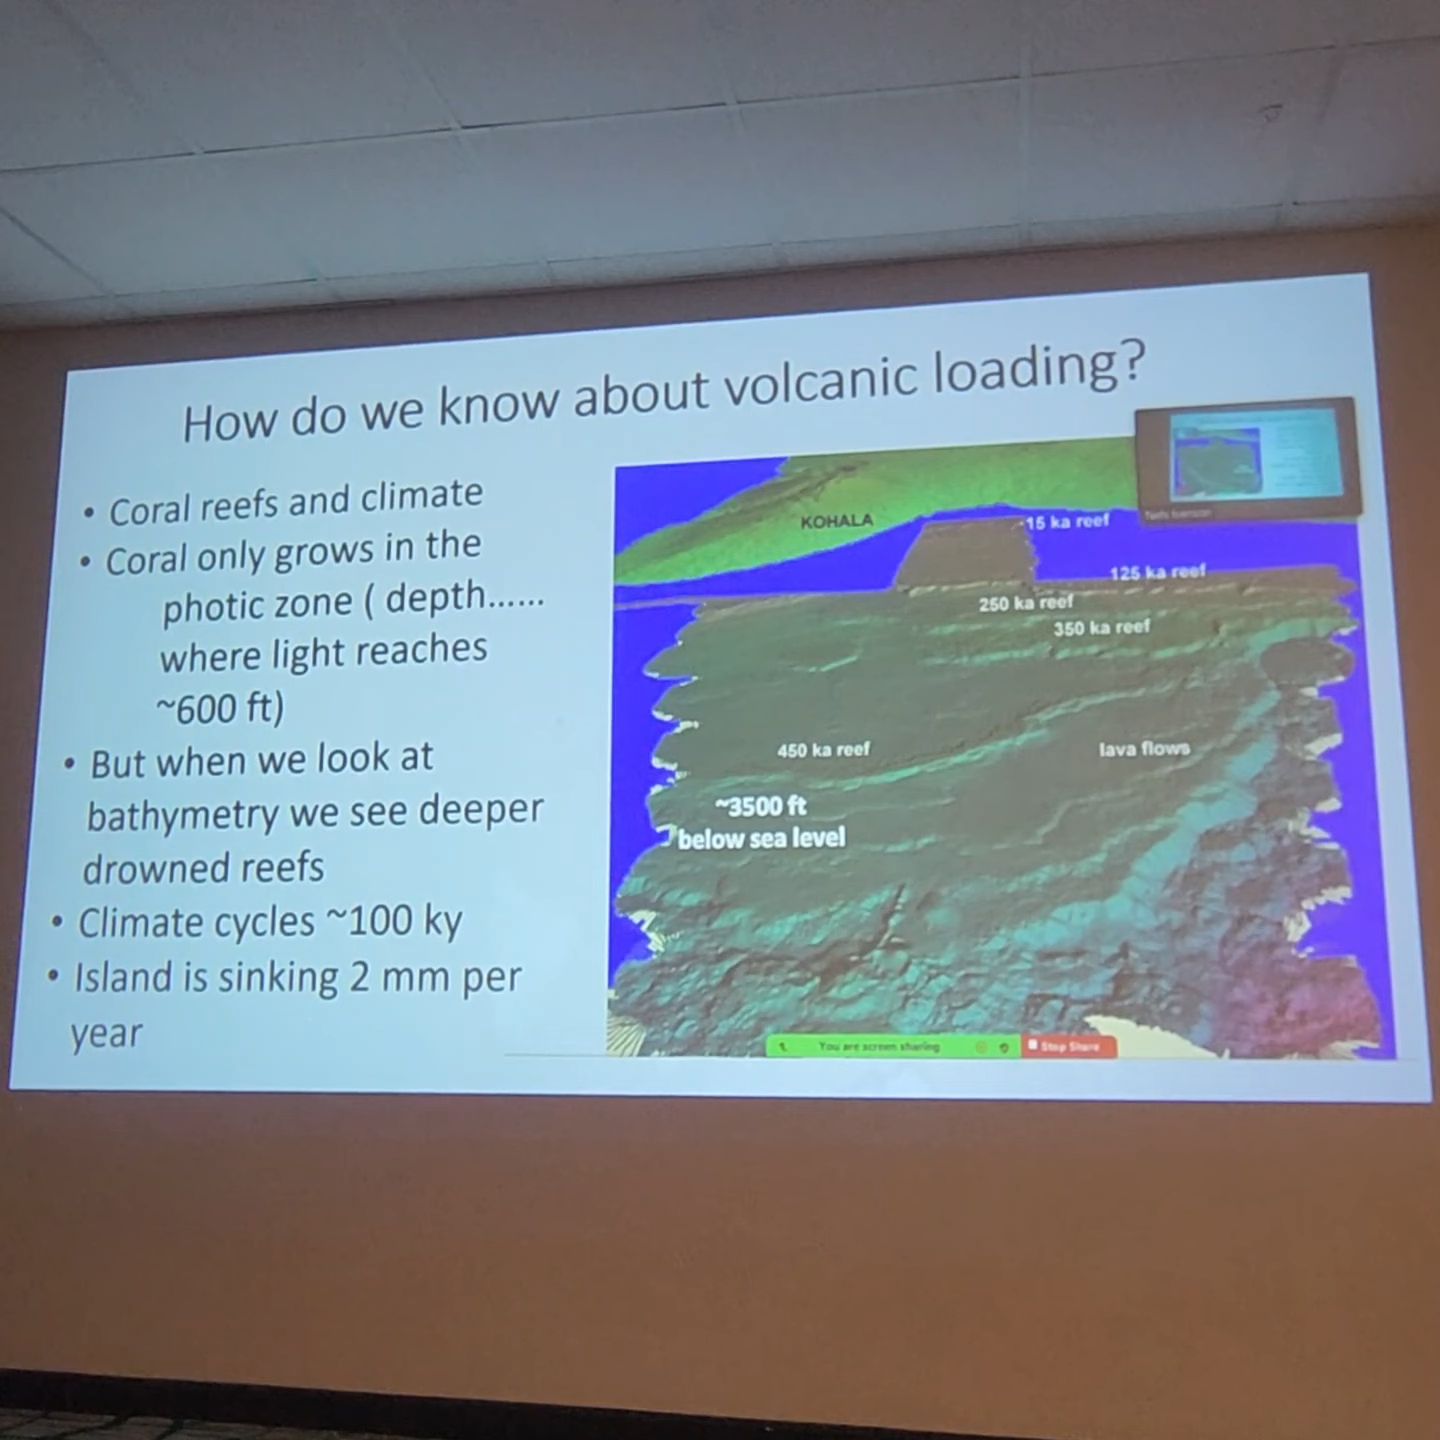 How do we know about volcanic loading?
• Coral reefs and climate
• Coral only grows in the
photic zone ( depth......
where light reaches
~600 ft)
• But when we look at
bathymetry we see deeper
drowned reefs
• Climate cycles ~100 ky
• Island is sinking 2 mm per
year
KOHALA
15 ka reef
125 ka reef
250 ka reef
350 ka reef
450 ka reef
lava flows
~3500 ft
below sea level
You are screen sharing
Stop Share